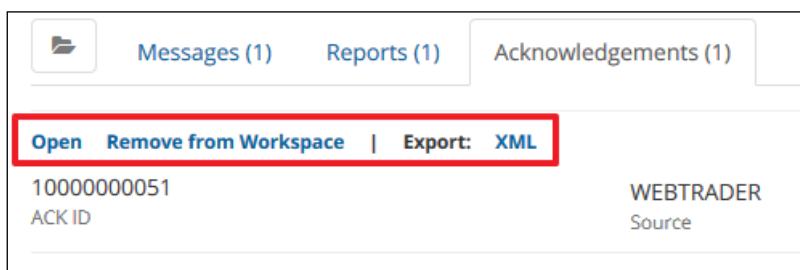 Messages (1) Reports (1) Acknowledgements (1)
Open Remove from Workspace | Export: XML
10000000051 WEBTRADER
ACK ID Source